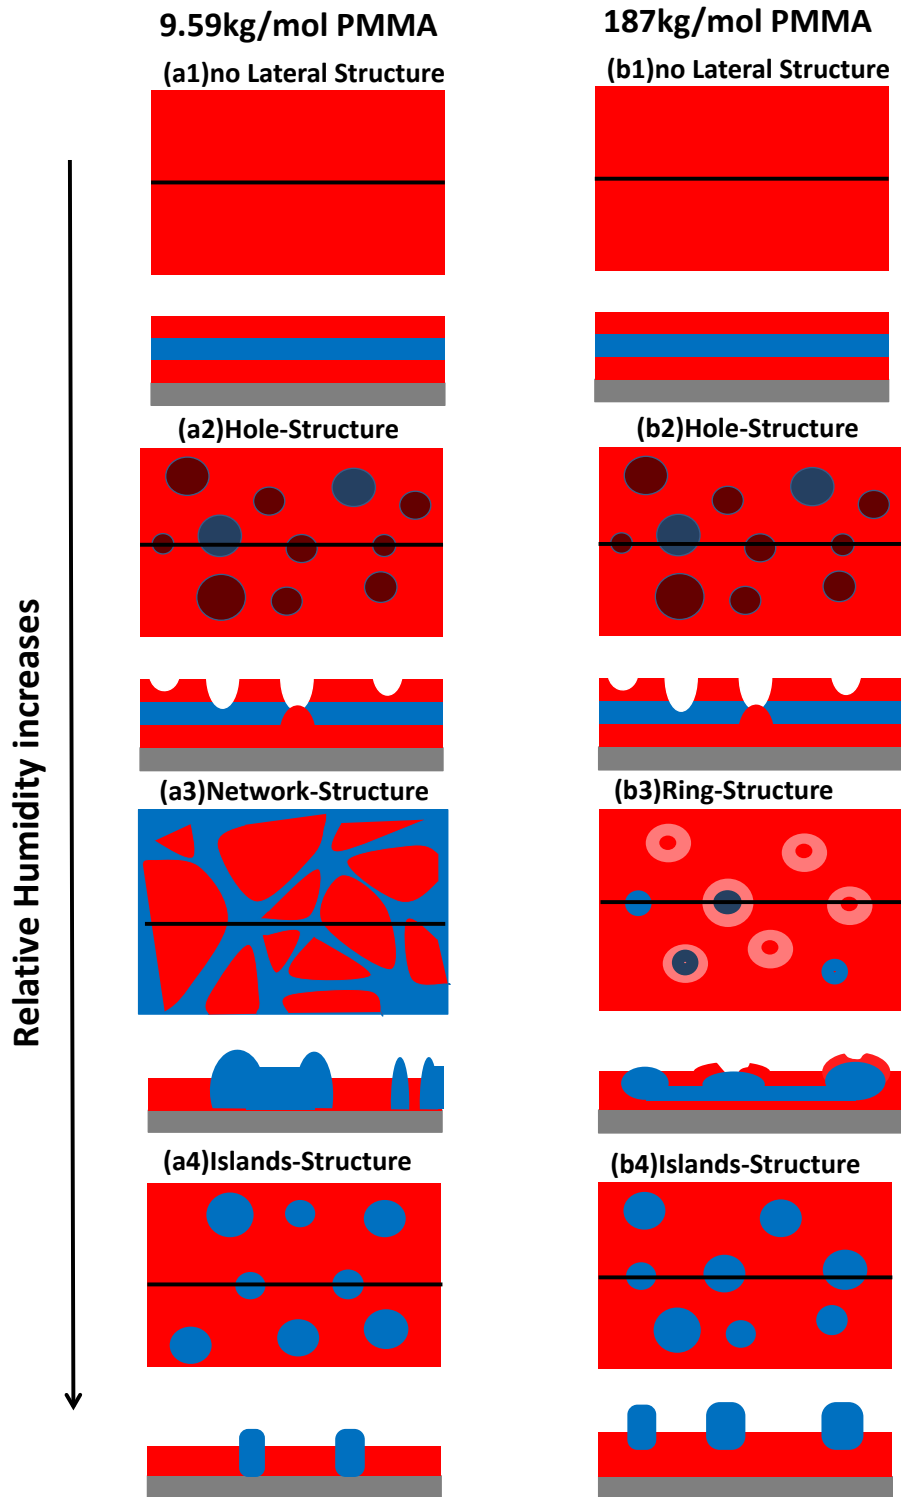 9.59kg/mol PMMA
187kg/mol PMMA
(a1)no Lateral Structure
(b1)no Lateral Structure
(a2)Hole-Structure
(b2)Hole-Structure
Relative Humidity increases
(a3)Network-Structure
(b3)Ring-Structure
(a4)Islands-Structure
(b4)Islands-Structure